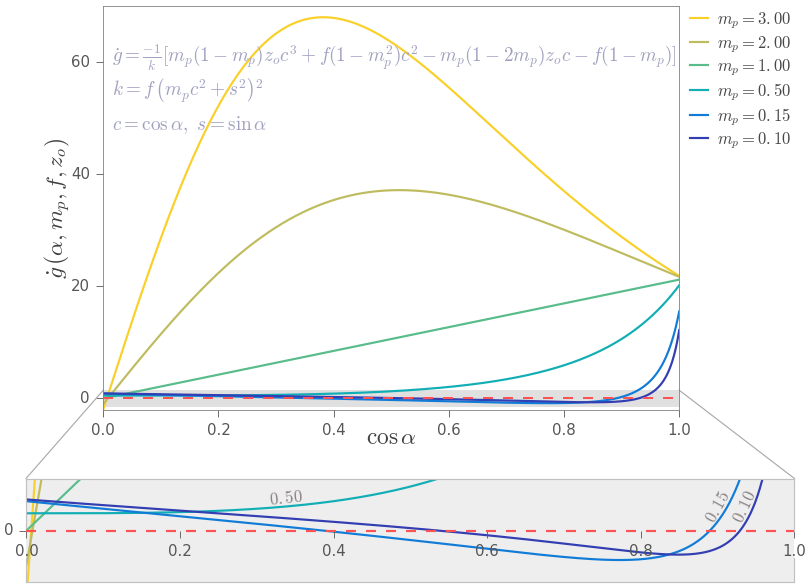 ġ = −1/k [m_p(1 − m_p)z_o c³ + f(1 − m_p²)c² − m_p(1 − 2m_p)z_o c − f(1 − m_p)]
k = f(m_p c² + s²)²
c = cos α, s = sin α
m_p = 3.00
m_p = 2.00
m_p = 1.00
m_p = 0.50
m_p = 0.15
m_p = 0.10
ġ(α, m_p, f, z_o)
60
40
20
0
0.0 0.2 0.4 0.6 0.8 1.0
cos α
0.50
0.15
0.10
0
0.0 0.2 0.4 0.6 0.8 1.0